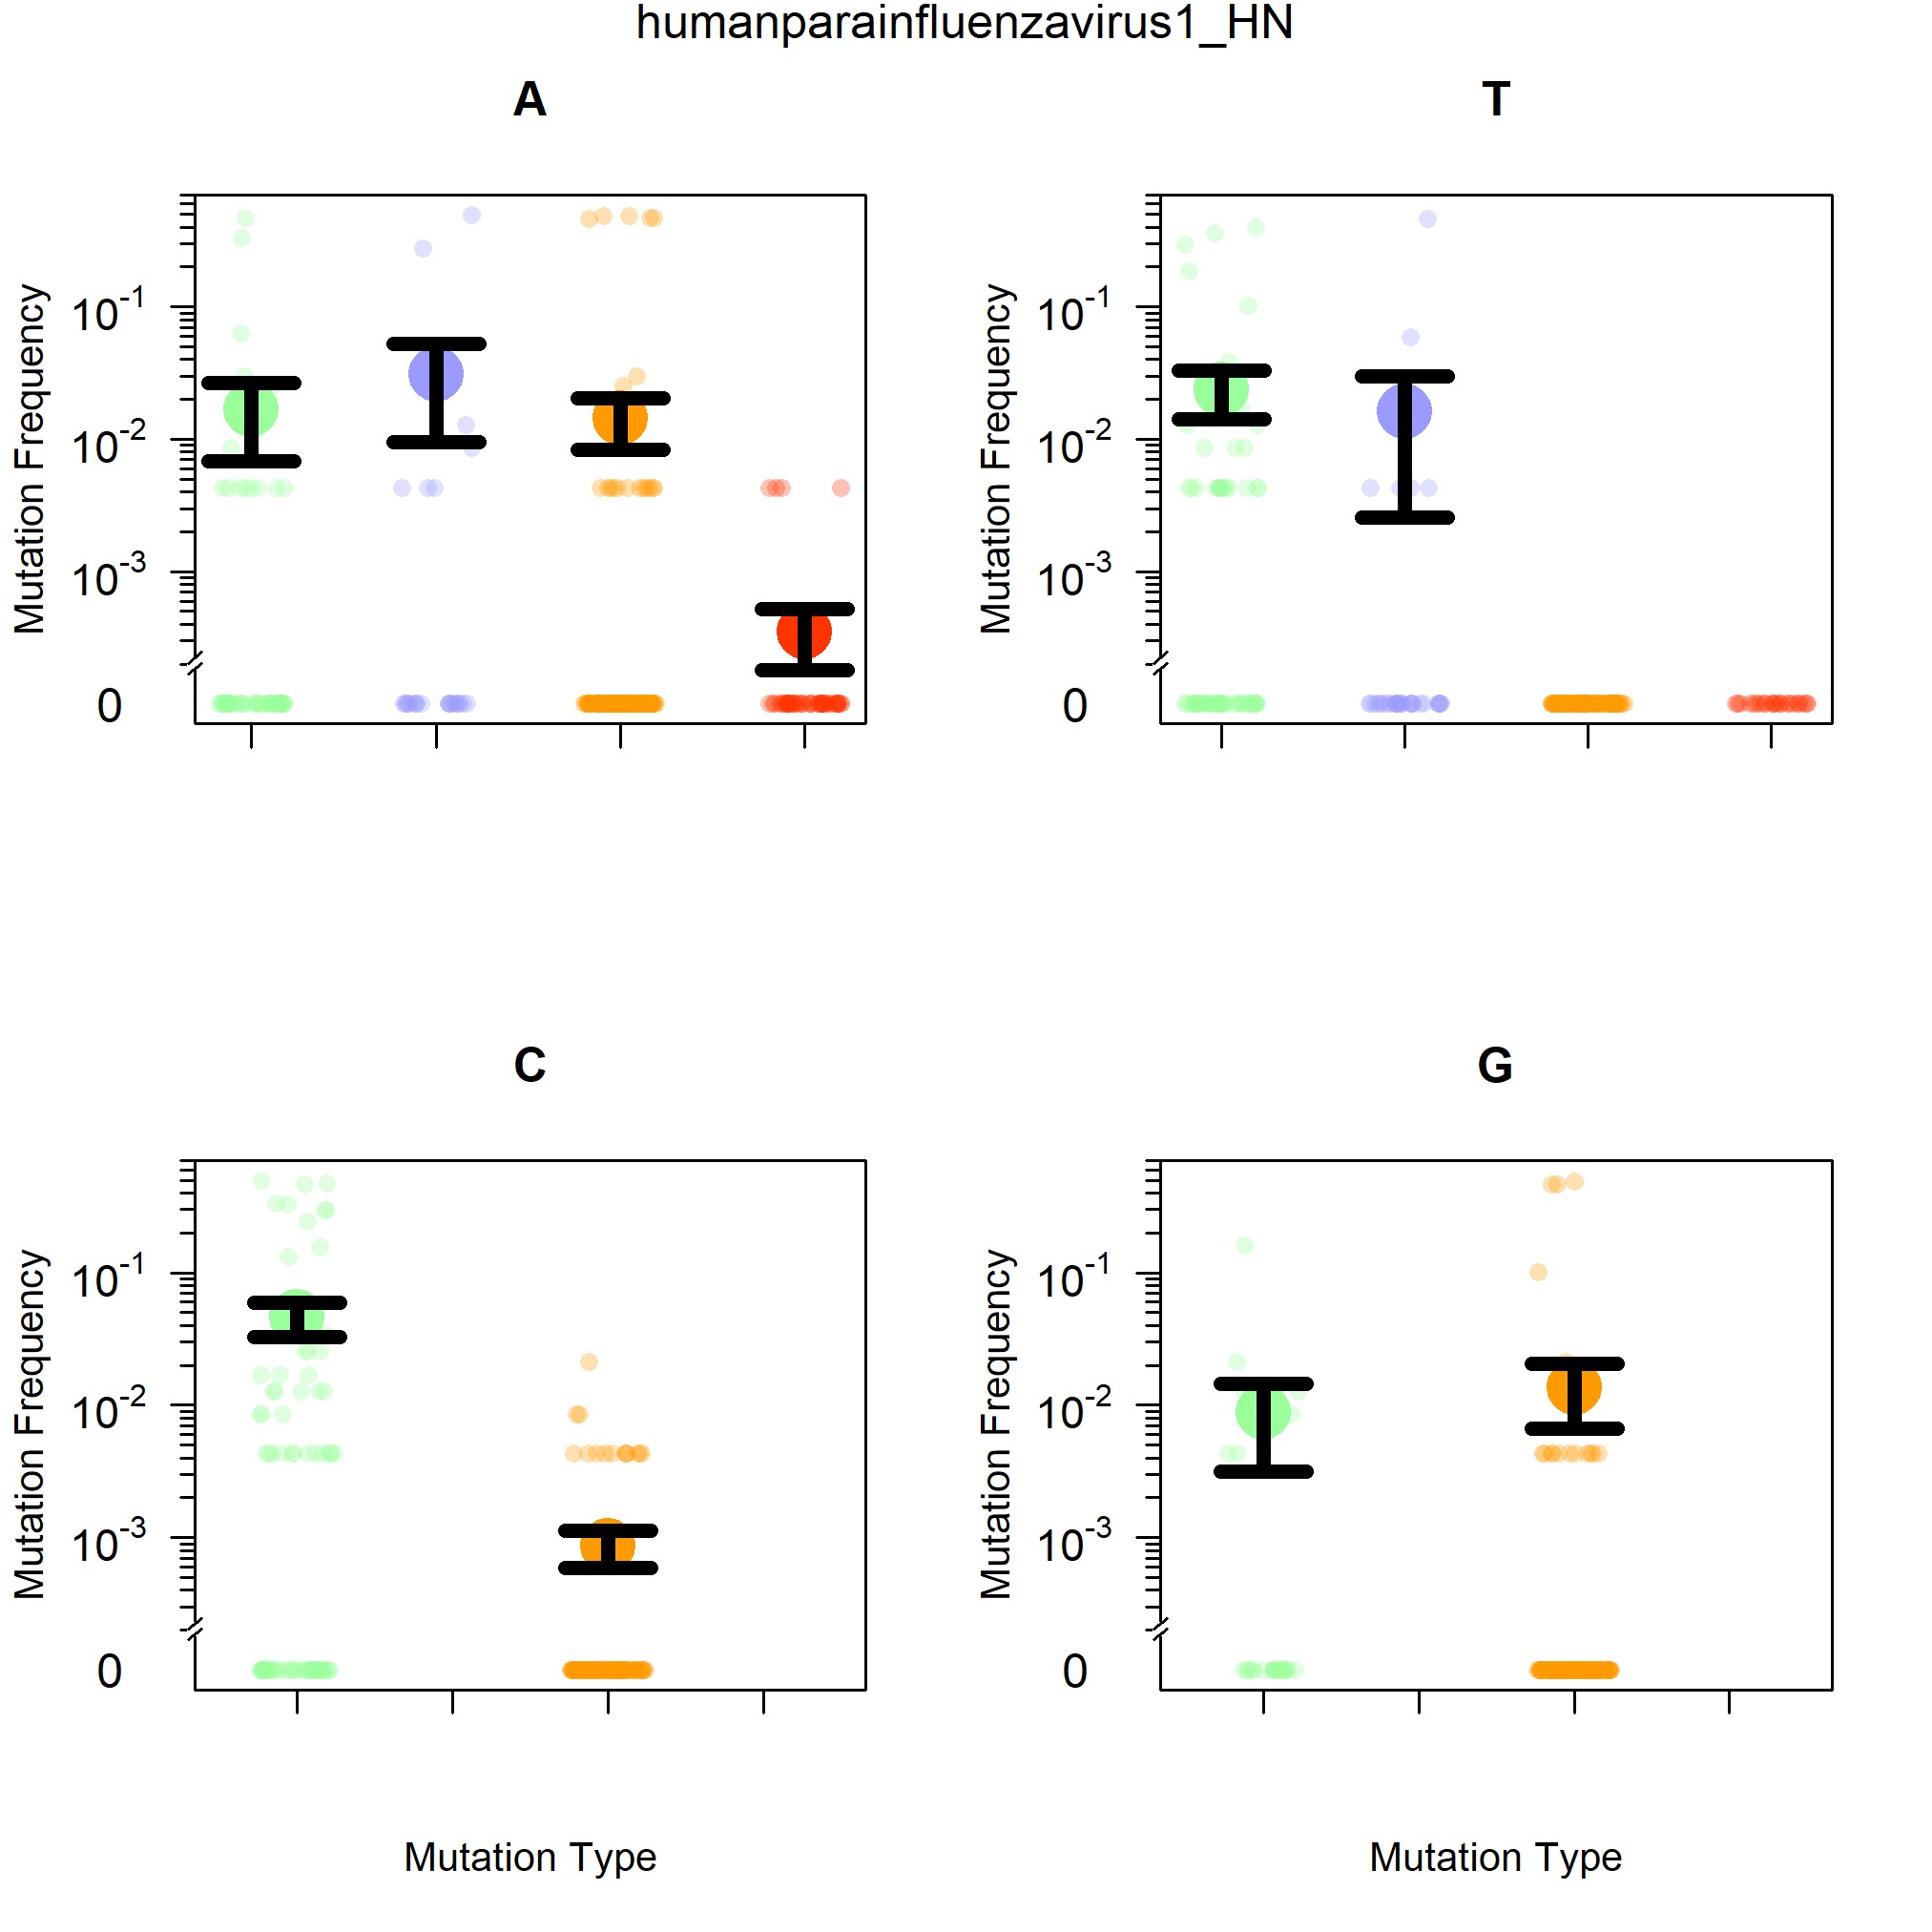 humanparainfluenzavirus1_HN
A
Mutation Frequency
10^-1
10^-2
10^-3
0
T
Mutation Frequency
10^-1
10^-2
10^-3
0
C
Mutation Frequency
10^-1
10^-2
10^-3
0
Mutation Type
G
Mutation Frequency
10^-1
10^-2
10^-3
0
Mutation Type